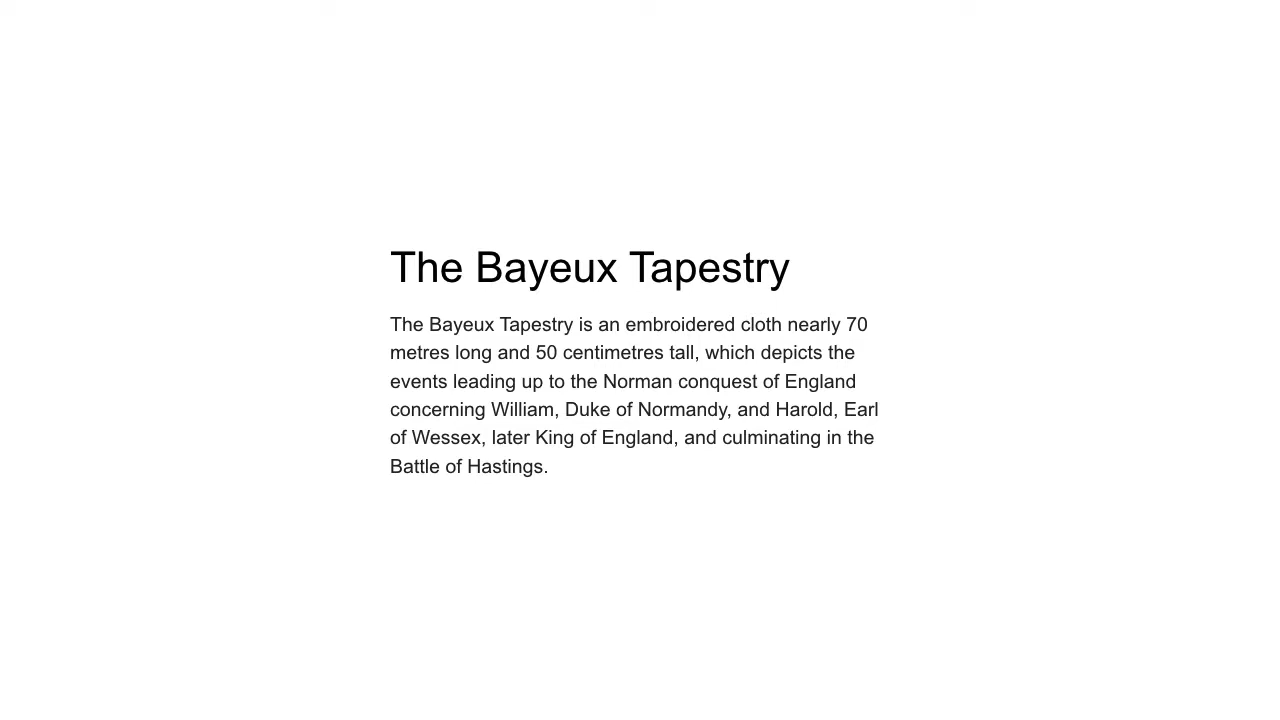 The Bayeux Tapestry
The Bayeux Tapestry is an embroidered cloth nearly 70
metres long and 50 centimetres tall, which depicts the
events leading up to the Norman conquest of England
concerning William, Duke of Normandy, and Harold, Earl
of Wessex, later King of England, and culminating in the
Battle of Hastings.